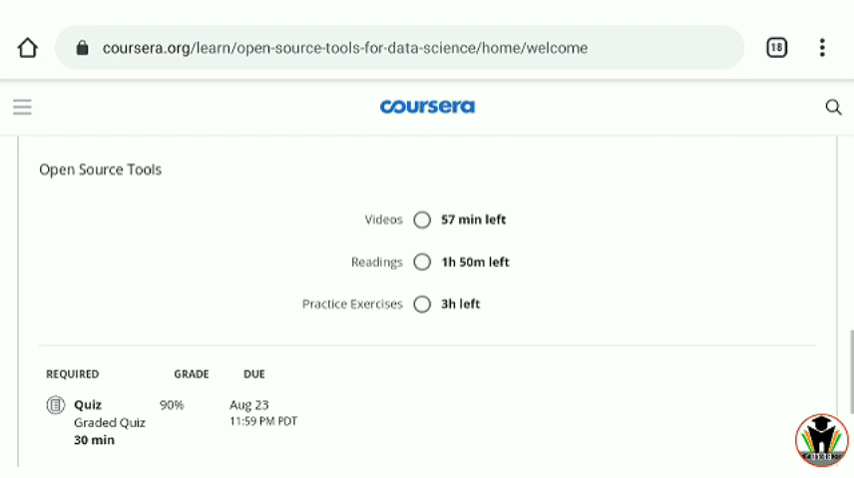 coursera.org/learn/open-source-tools-for-data-science/home/welcome
18
coursera
Open Source Tools
Videos 57 min left
Readings 1h 50m left
Practice Exercises 3h left
REQUIRED GRADE DUE
Quiz 90% Aug 23
Graded Quiz 11:59 PM PDT
30 min